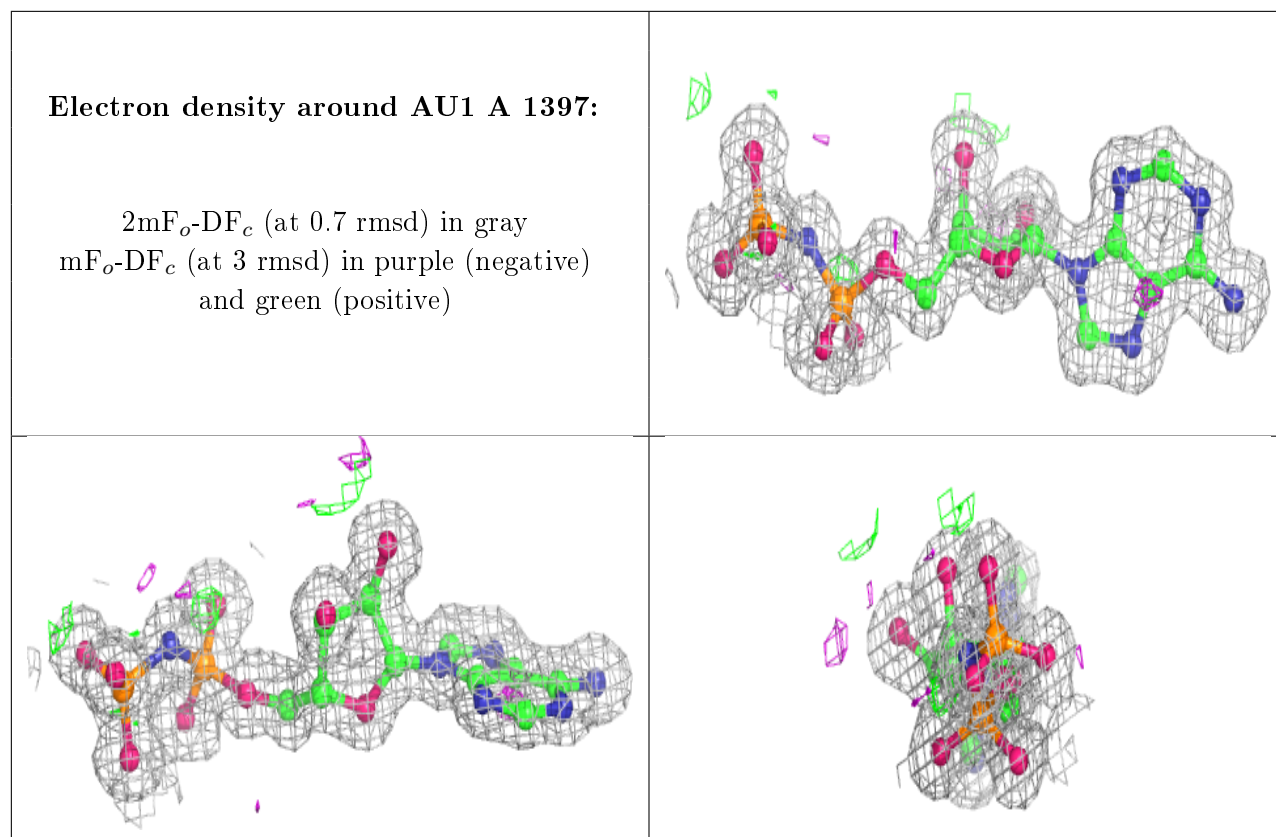 Electron density around AU1 A 1397:
2mFₒ-DF𝒸 (at 0.7 rmsd) in gray
mFₒ-DF𝒸 (at 3 rmsd) in purple (negative)
and green (positive)